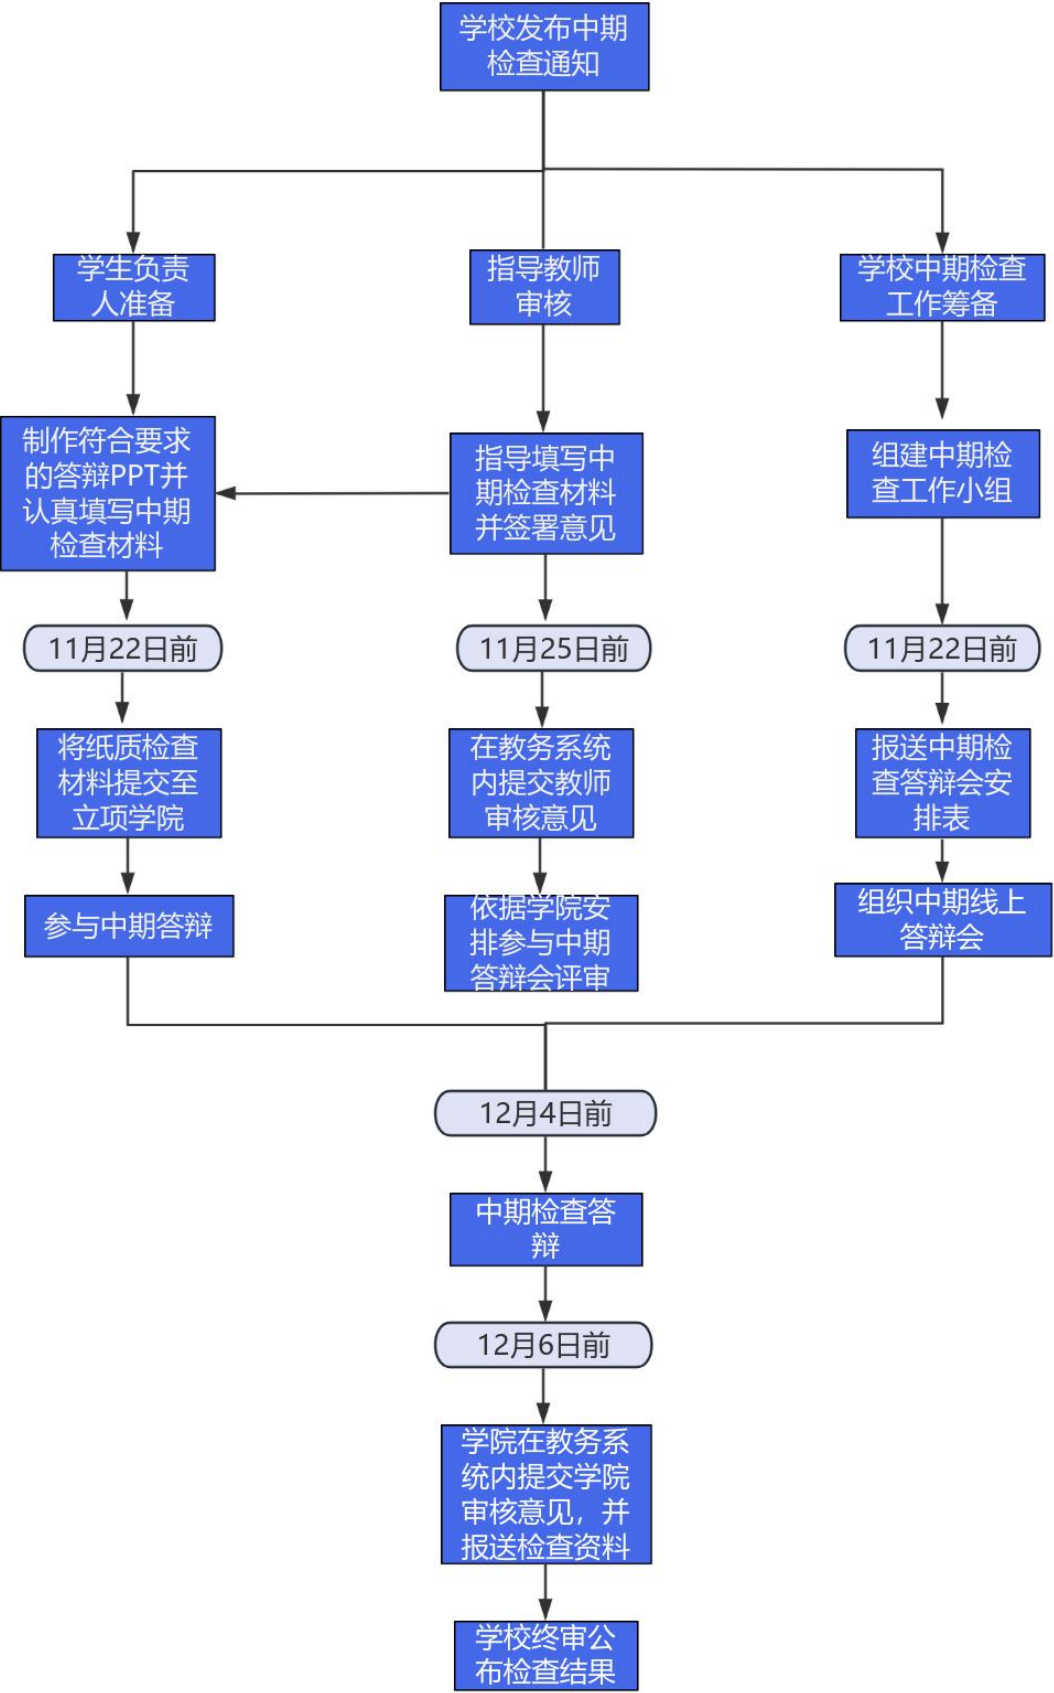 学校发布中期
检查通知
学生负责
人准备
指导教师
审核
学校中期检查
工作筹备
制作符合要求
的答辩PPT并
认真填写中期
检查材料
指导填写中
期检查材料
并签署意见
组建中期检
查工作小组
11月22日前
11月25日前
11月22日前
将纸质检查
材料提交至
立项学院
在教务系统
内提交教师
审核意见
报送中期检
查答辩会安
排表
参与中期答辩
依据学院安
排参与中期
答辩会评审
组织中期线上
答辩会
12月4日前
中期检查答
辩
12月6日前
学院在教务系
统内提交学院
审核意见，并
报送检查资料
学校终审公
布检查结果